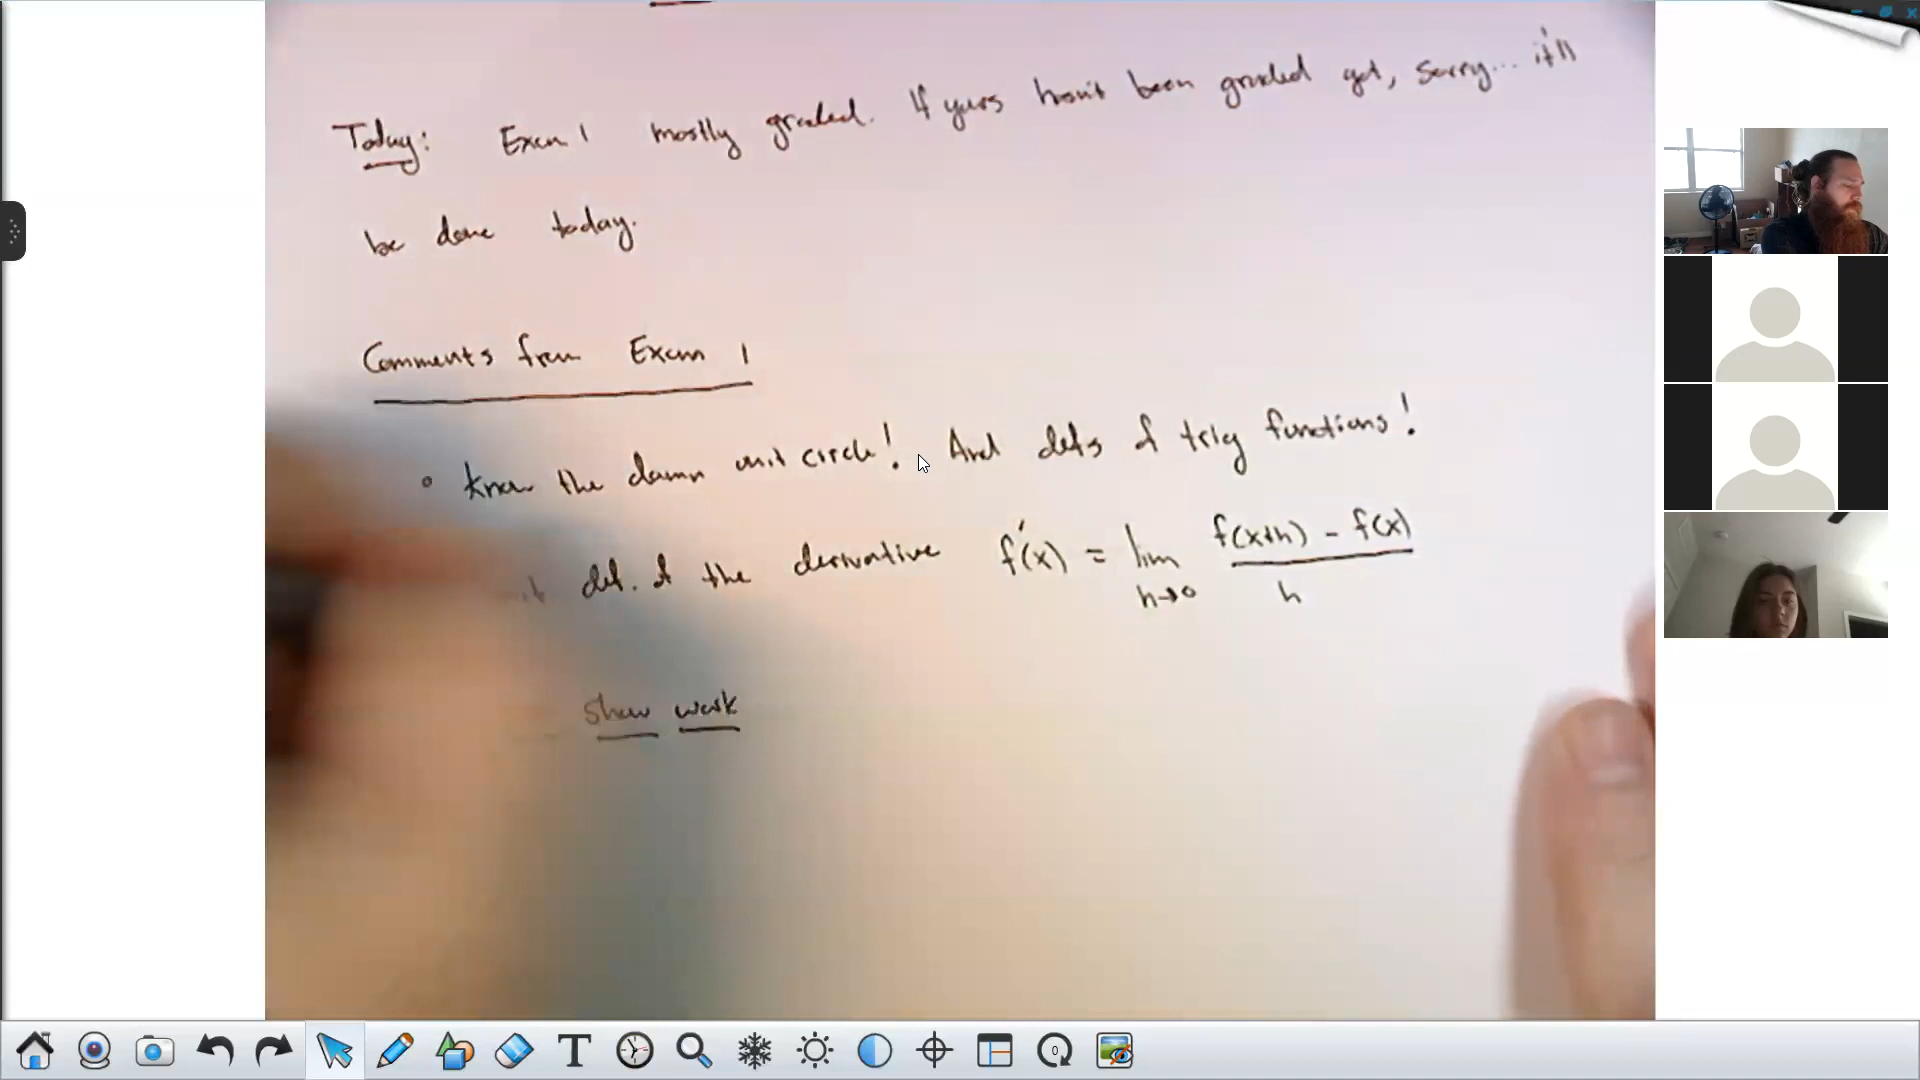 Today: Exam 1 mostly graded. If yours hasn't been graded yet, sorry... it'll
be done today.
Comments from Exam 1
• Know the damn unit circle! And defs of trig functions!
def. of the derivative f'(x) = lim h→0 f(x+h) - f(x) / h
Show work
T
0